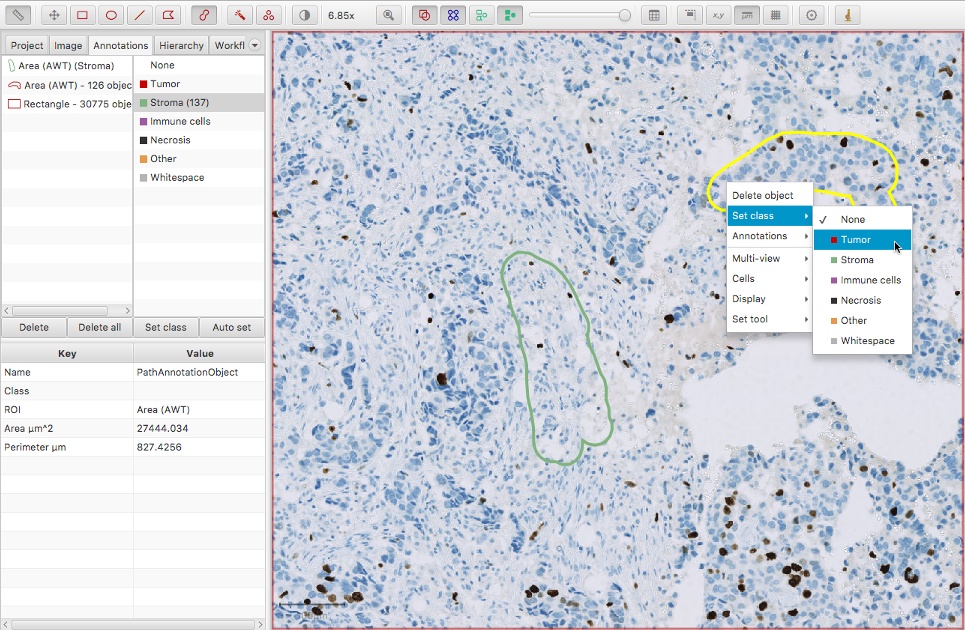 6.85x
x,y
μm
Project
Image
Annotations
Hierarchy
Workfl
Area (AWT) (Stroma)
Area (AWT) - 126 objec
Rectangle - 30775 obje
None
Tumor
Stroma (137)
Immune cells
Necrosis
Other
Whitespace
Delete
Delete all
Set class
Auto set
Key Value
Name PathAnnotationObject
Class
ROI Area (AWT)
Area μm^2 27444.034
Perimeter μm 827.4256
Delete object
Set class
Annotations
Multi-view
Cells
Display
Set tool
None
Tumor
Stroma
Immune cells
Necrosis
Other
Whitespace